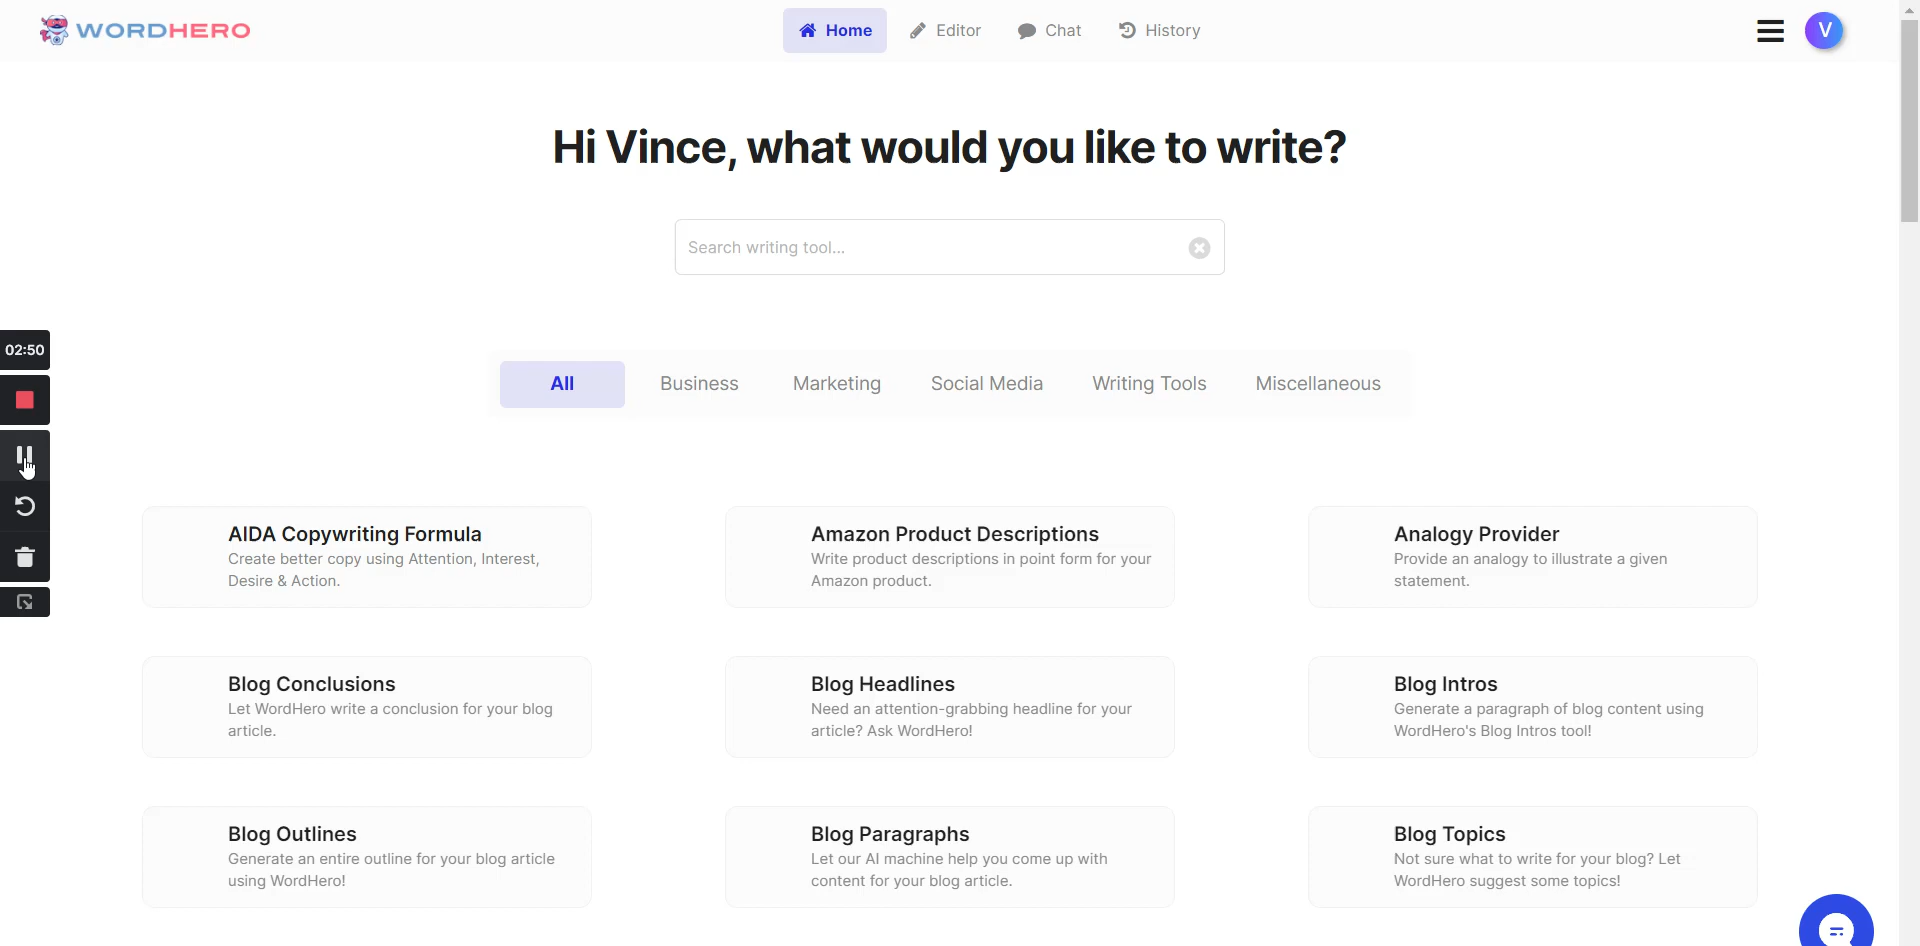 WORDHERO
Home
Editor
Chat
History
V
Hi Vince, what would you like to write?
Search writing tool...
02:50
All
Business
Marketing
Social Media
Writing Tools
Miscellaneous
AIDA Copywriting Formula
Create better copy using Attention, Interest,
Desire & Action.
Amazon Product Descriptions
Write product descriptions in point form for your
Amazon product.
Analogy Provider
Provide an analogy to illustrate a given
statement.
Blog Conclusions
Let WordHero write a conclusion for your blog
article.
Blog Headlines
Need an attention-grabbing headline for your
article? Ask WordHero!
Blog Intros
Generate a paragraph of blog content using
WordHero's Blog Intros tool!
Blog Outlines
Generate an entire outline for your blog article
using WordHero!
Blog Paragraphs
Let our AI machine help you come up with
content for your blog article.
Blog Topics
Not sure what to write for your blog? Let
WordHero suggest some topics!